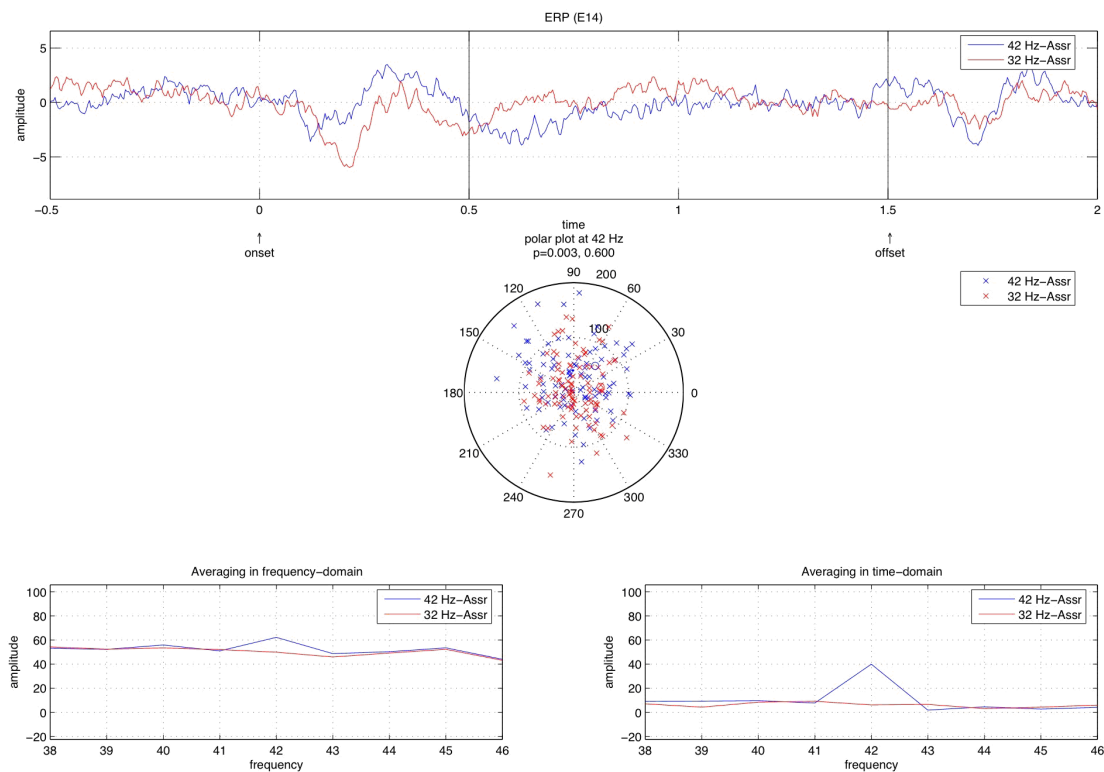 ERP (E14)
42 Hz−Assr
32 Hz−Assr
amplitude
5
0
−5
−0.5 0 0.5 1 1.5 2
time
↑ ↑
onset offset
polar plot at 42 Hz
p=0.003, 0.600
42 Hz−Assr
32 Hz−Assr
90 200
120 60
100
150 30
180 0
210 330
240 300
270
Averaging in frequency−domain
42 Hz−Assr
32 Hz−Assr
amplitude
100
80
60
40
20
0
−20
38 39 40 41 42 43 44 45 46
frequency
Averaging in time−domain
42 Hz−Assr
32 Hz−Assr
amplitude
100
80
60
40
20
0
−20
38 39 40 41 42 43 44 45 46
frequency